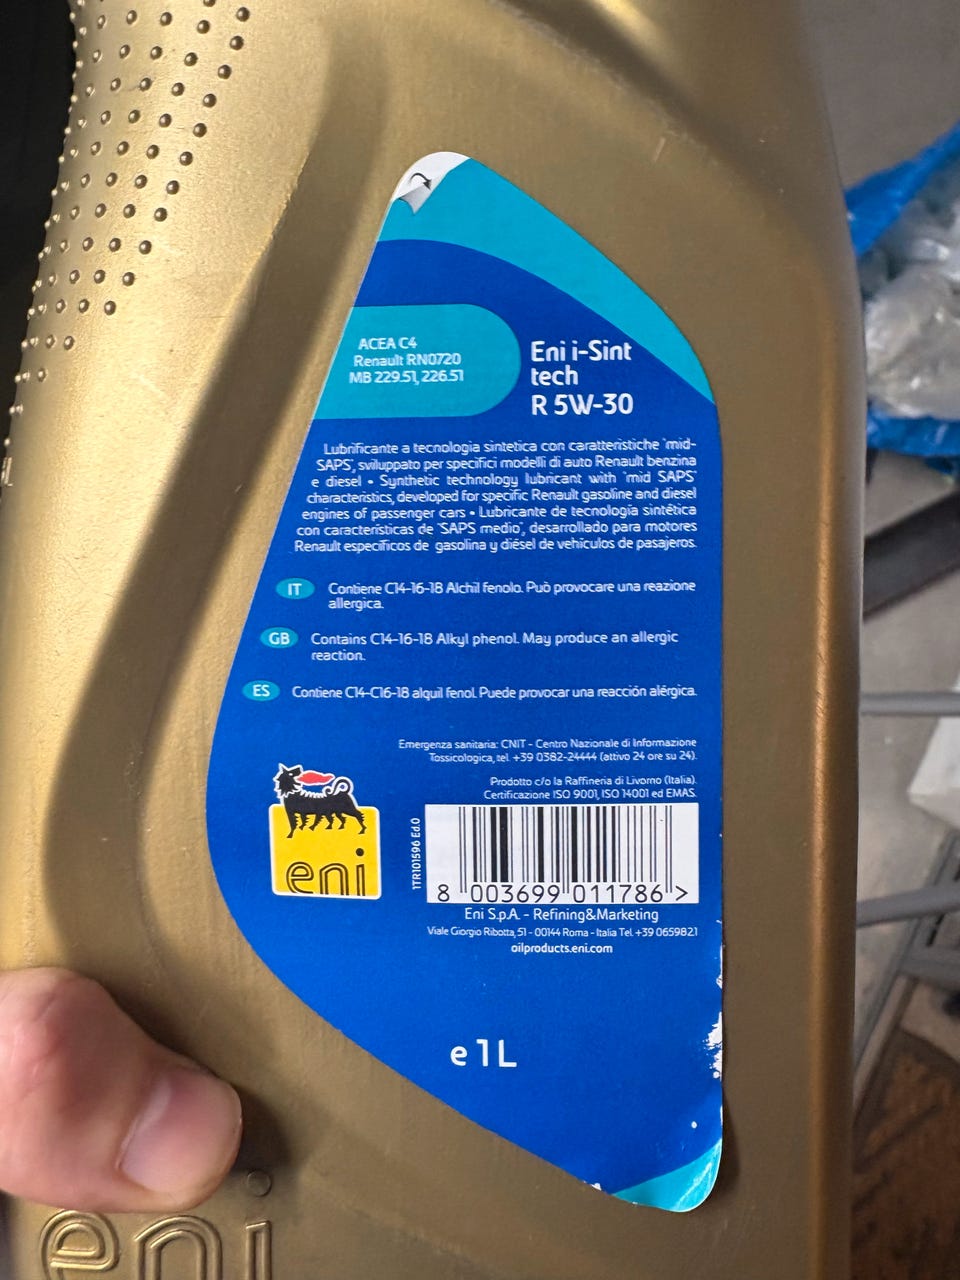 ACEA C4
Renault RN0720
MB 229.51, 226.51
Eni i-Sint
tech
R 5W-30
Lubrificante a tecnologia sintetica con caratteristiche 'mid-
SAPS', sviluppato per specifici modelli di auto Renault benzina
e diesel • Synthetic technology lubricant with 'mid SAPS'
characteristics, developed for specific Renault gasoline and diesel
engines of passenger cars • Lubricante de tecnología sintética
con características de 'SAPS medio', desarrollado para motores
Renault específicos de gasolina y diésel de vehículos de pasajeros.
IT Contiene C14-16-18 Alchil fenolo. Può provocare una reazione
allergica.
GB Contains C14-16-18 Alkyl phenol. May produce an allergic
reaction.
ES Contiene C14-C16-18 alquil fenol. Puede provocar una reacción alérgica.
Emergenza sanitaria: CNIT - Centro Nazionale di Informazione
Tossicologica, tel. +39 0382-24444 (attivo 24 ore su 24).
Prodotto c/o la Raffineria di Livorno (Italia).
Certificazione ISO 9001, ISO 14001 ed EMAS.
eni
1TR101596 Ed.0
8 003699 011786 >
Eni S.p.A. - Refining&Marketing
Viale Giorgio Ribotta, 51 - 00144 Roma - Italia Tel. +39 065982.1
oilproducts.eni.com
e 1 L
eni